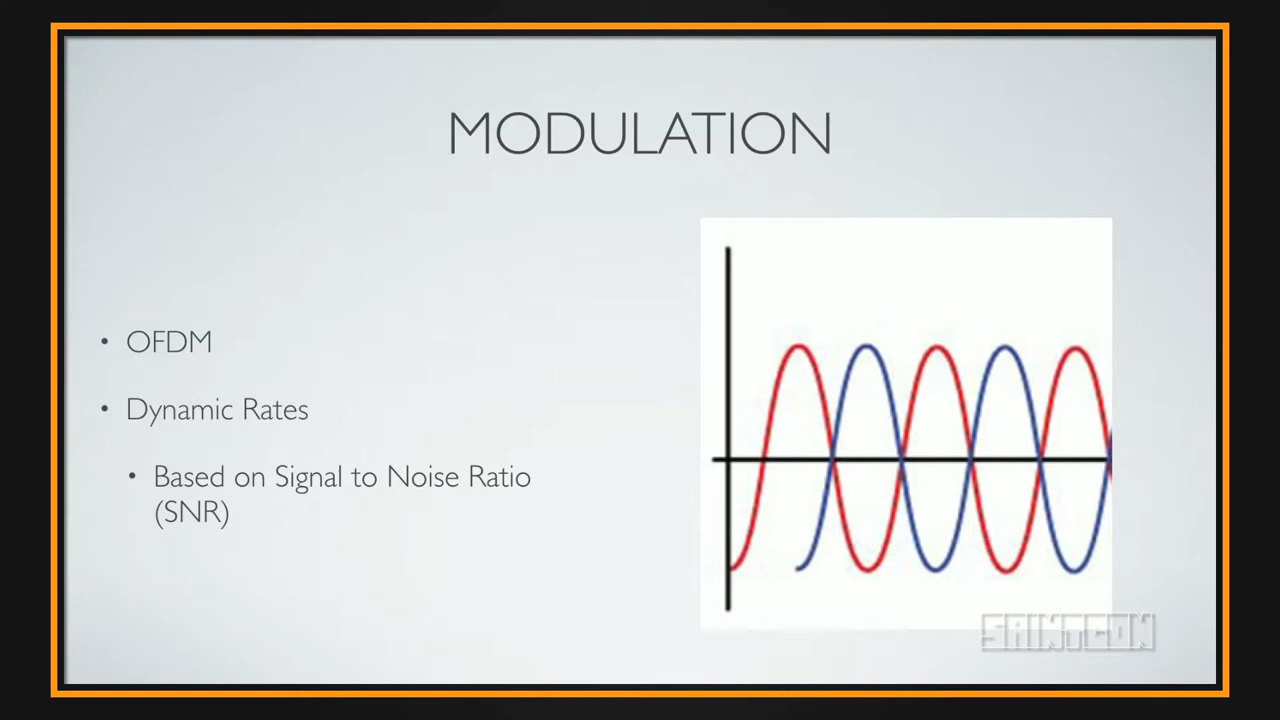 MODULATION
• OFDM
• Dynamic Rates
• Based on Signal to Noise Ratio
(SNR)
SAINTCON